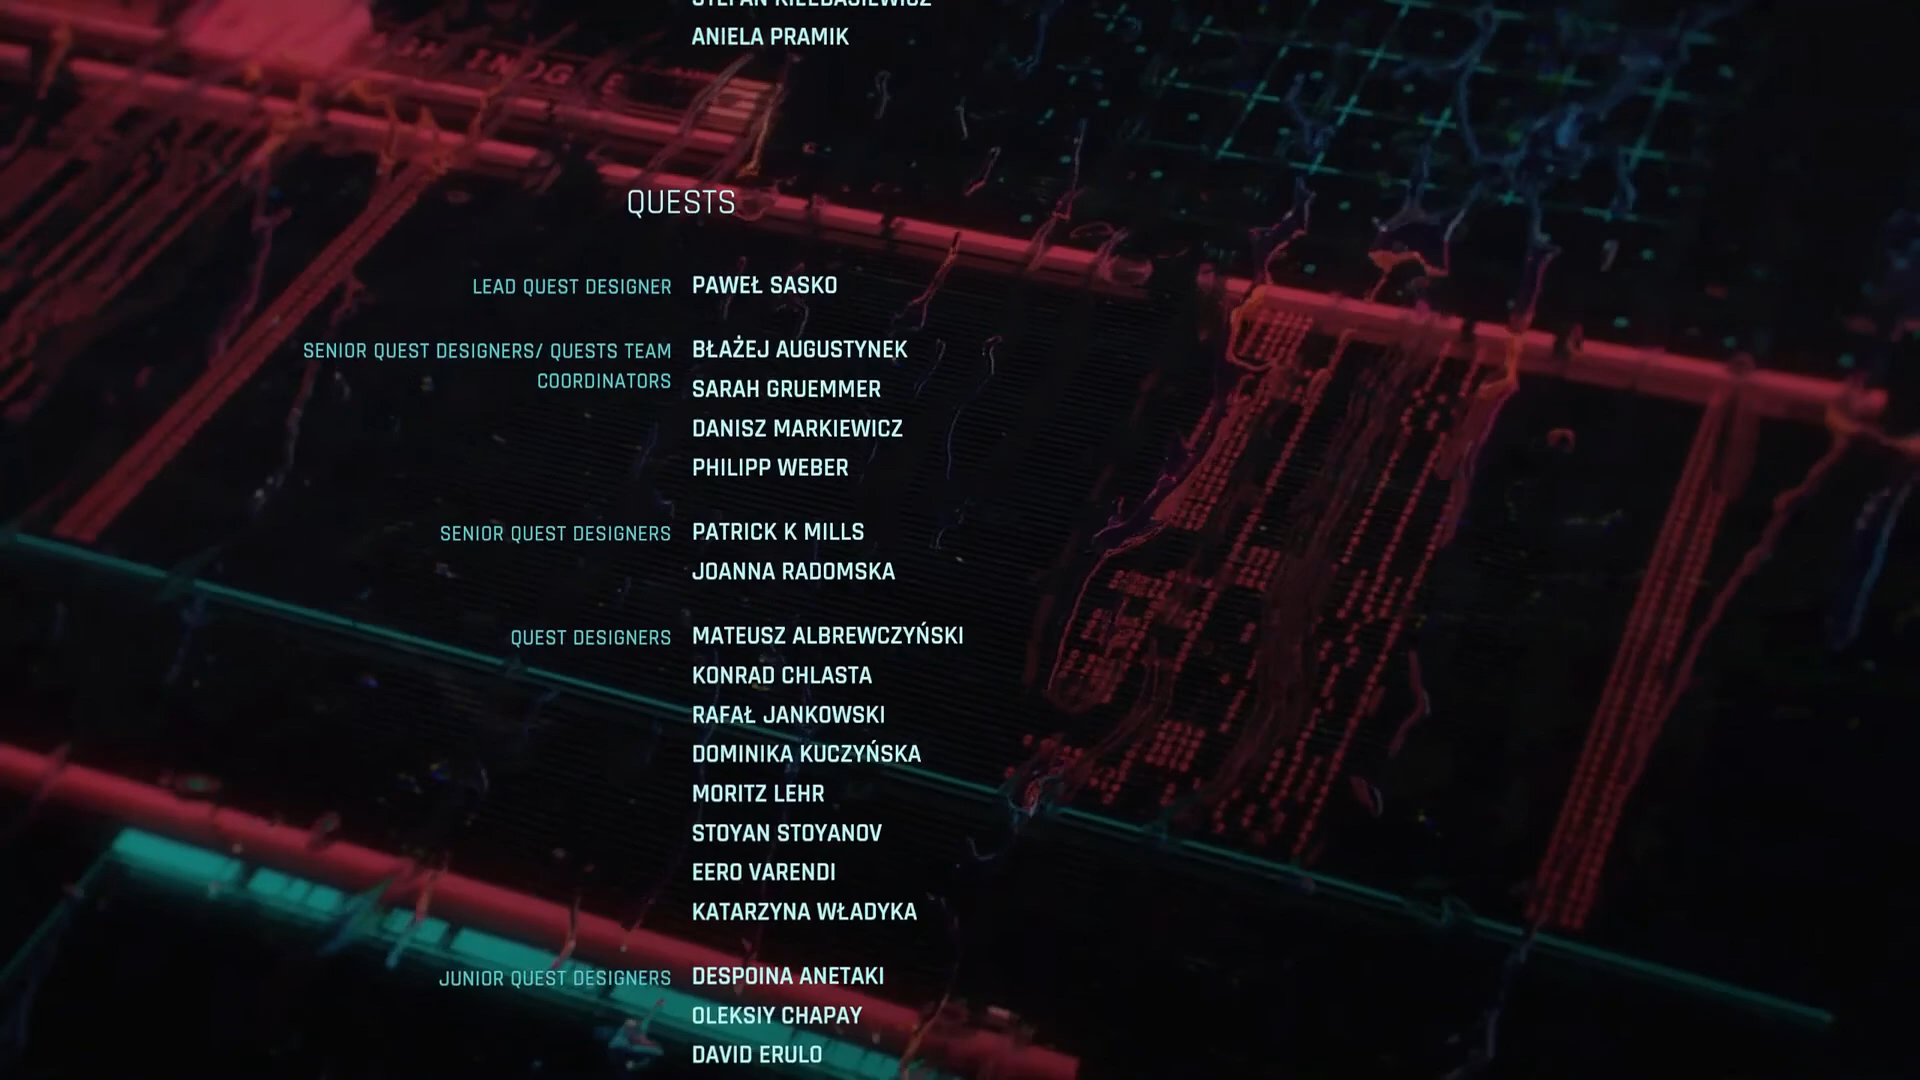 ANIELA PRAMIK
QUESTS
LEAD QUEST DESIGNER PAWEŁ SASKO
SENIOR QUEST DESIGNERS/ QUESTS TEAM COORDINATORS
BŁAŻEJ AUGUSTYNEK
SARAH GRUEMMER
DANISZ MARKIEWICZ
PHILIPP WEBER
SENIOR QUEST DESIGNERS PATRICK K MILLS
JOANNA RADOMSKA
QUEST DESIGNERS MATEUSZ ALBREWCZYŃSKI
KONRAD CHLASTA
RAFAŁ JANKOWSKI
DOMINIKA KUCZYŃSKA
MORITZ LEHR
STOYAN STOYANOV
EERO VARENDI
KATARZYNA WŁADYKA
JUNIOR QUEST DESIGNERS DESPOINA ANETAKI
OLEKSIY CHAPAY
DAVID ERULO